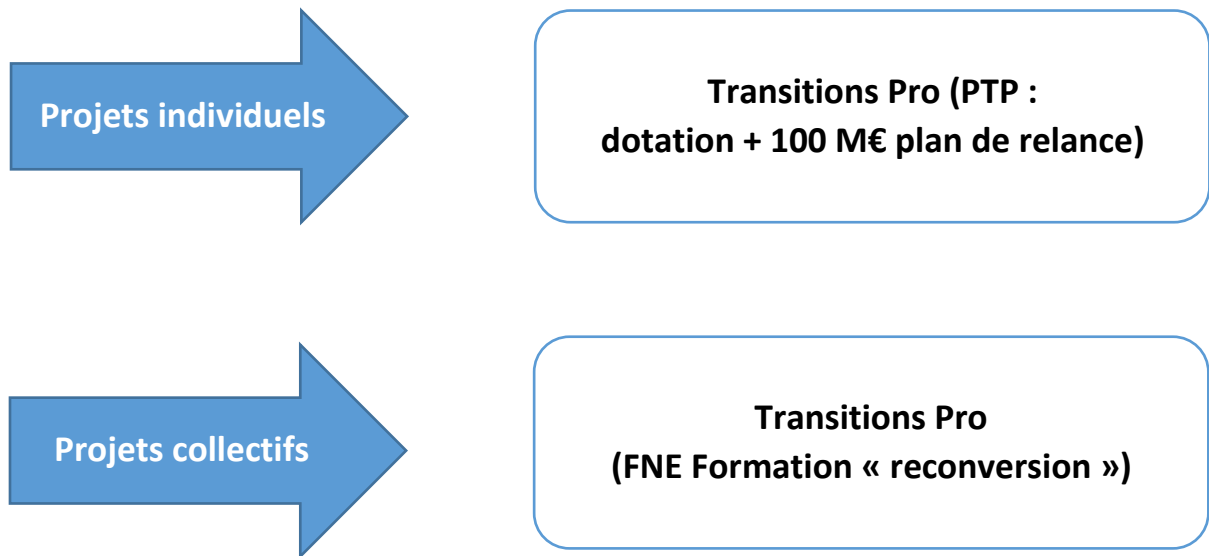 Projets individuels
Transitions Pro (PTP :
dotation + 100 M€ plan de relance)
Projets collectifs
Transitions Pro
(FNE Formation « reconversion »)